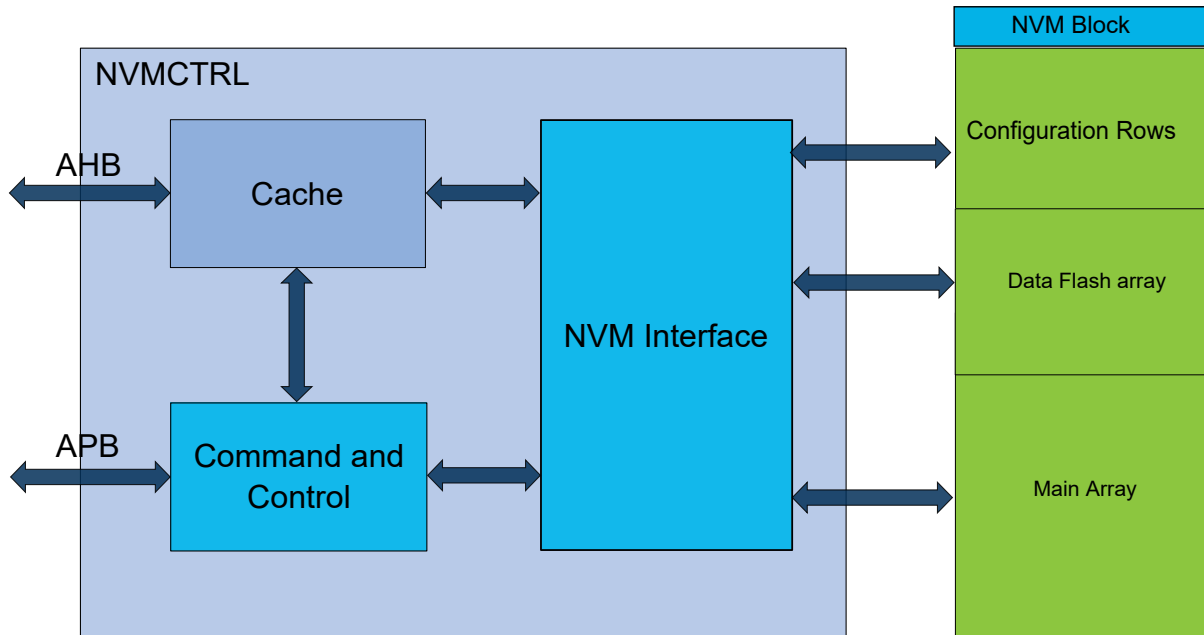 NVM Block
NVMCTRL
Configuration Rows
AHB
Cache
Data Flash array
NVM Interface
APB
Command and
Control
Main Array